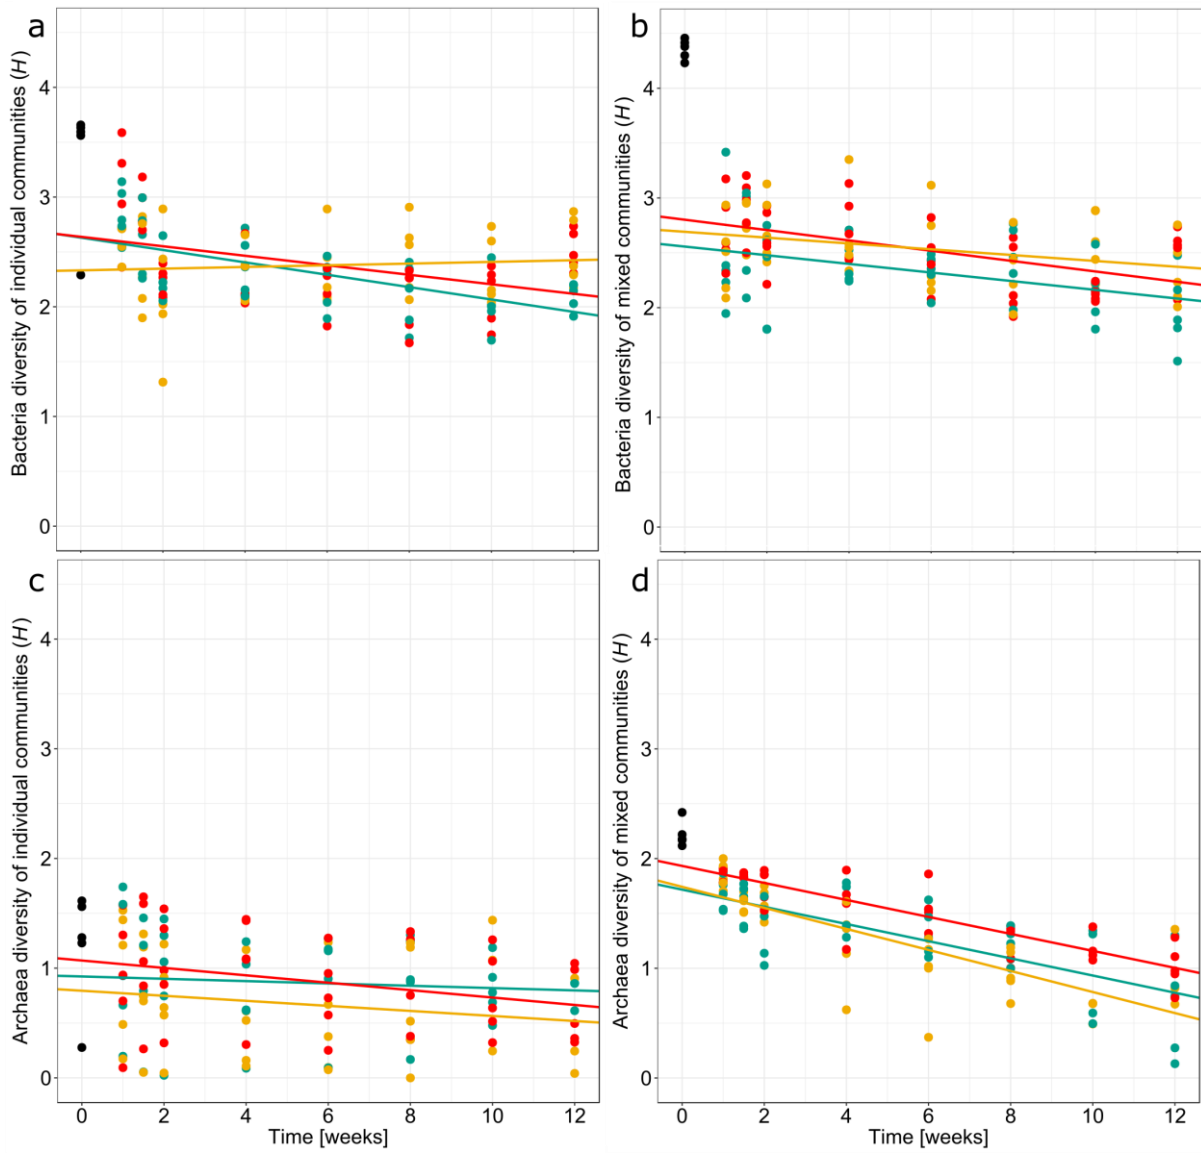 a
Bacteria diversity of individual communities (H)
4
3
2
1
0
b
Bacteria diversity of mixed communities (H)
4
3
2
1
0
c
Archaea diversity of individual communities (H)
4
3
2
1
0
0 2 4 6 8 10 12
Time [weeks]
d
Archaea diversity of mixed communities (H)
4
3
2
1
0
0 2 4 6 8 10 12
Time [weeks]